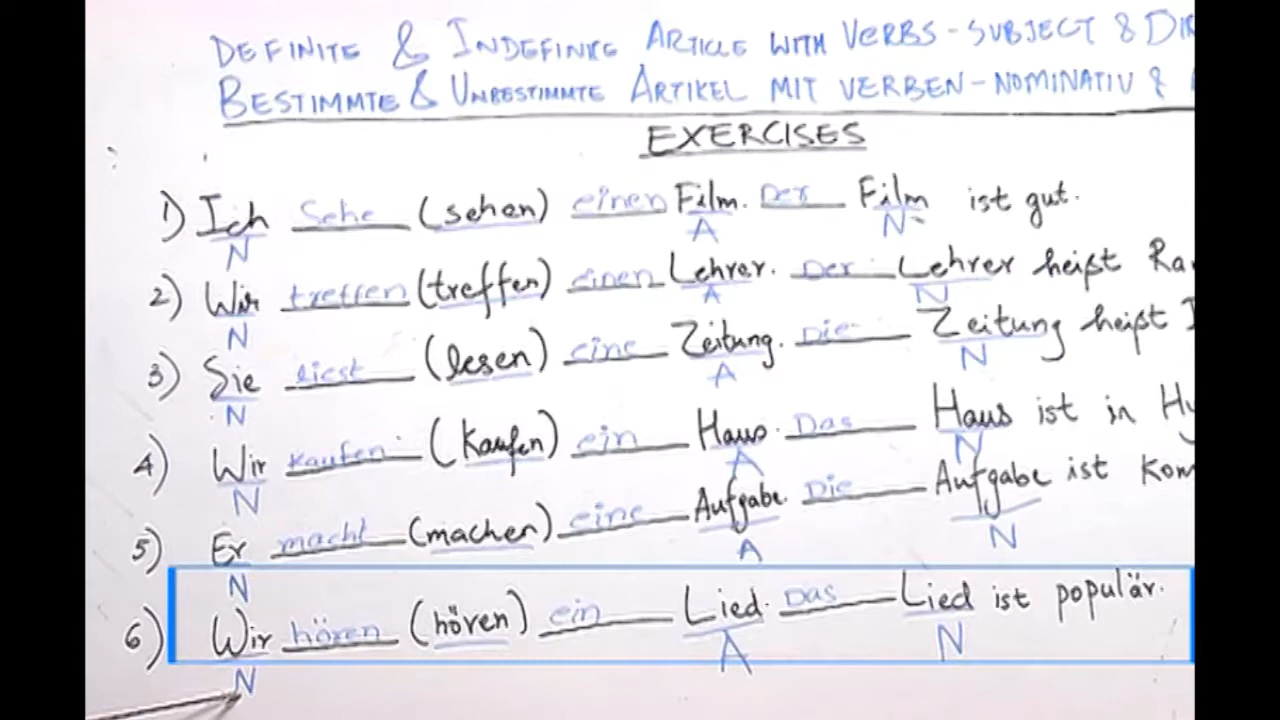 DEFINITE & INDEFINITE ARTICLE WITH VERBS - SUBJECT &
BESTIMMTE & UNBESTIMMTE ARTIKEL MIT VERBEN - NOMINATIV &
EXERCISES
1) Ich sehe (sehen) einen Film. Der Film ist gut.
N A N
2) Wir treffen (treffen) einen Lehrer. Der Lehrer heißt
N A N
3) Sie liest (lesen) eine Zeitung. Die Zeitung heißt
N A N
4) Wir kaufen (kaufen) ein Haus. Das Haus ist in
N A N
5) Er macht (machen) eine Aufgabe. Die Aufgabe ist
N A N
6) Wir hören (hören) ein Lied. Das Lied ist populär.
N A N